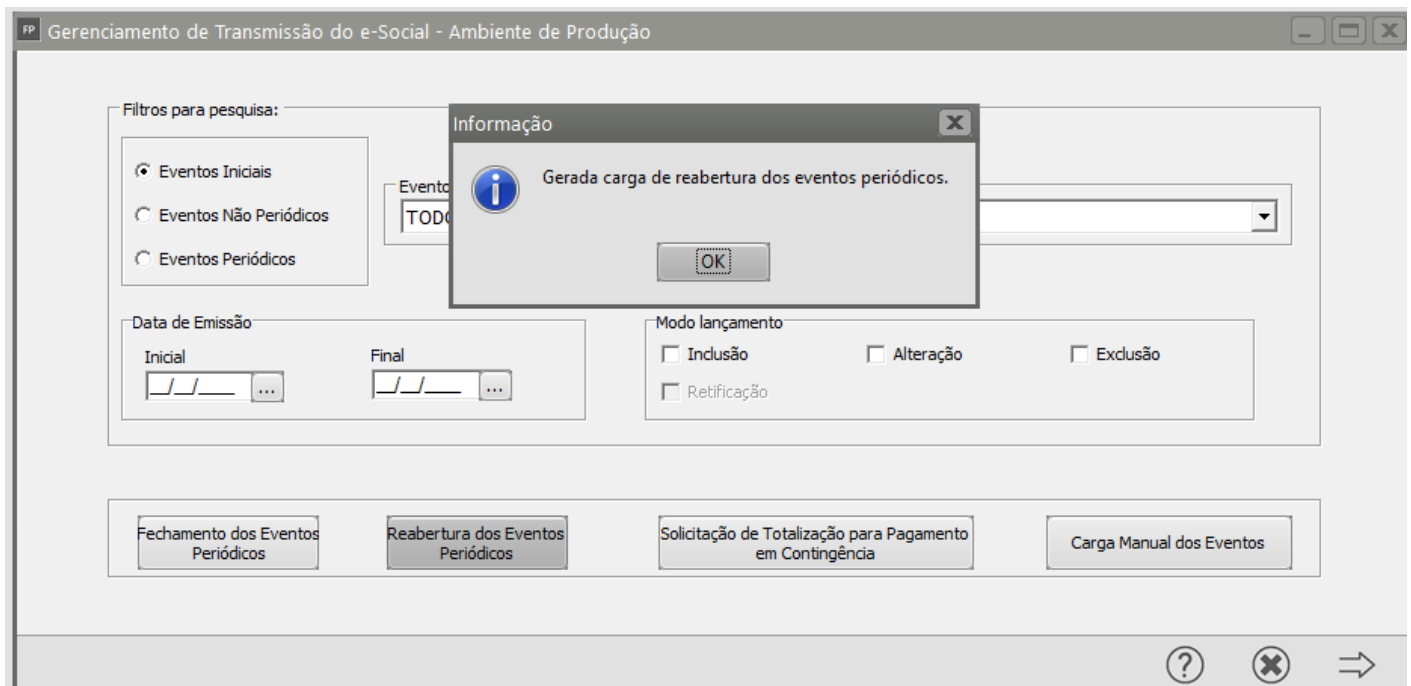 FP Gerenciamento de Transmissão do e-Social - Ambiente de Produção
Filtros para pesquisa:
Informação
Gerada carga de reabertura dos eventos periódicos.
OK
Eventos Iniciais
Eventos Não Periódicos
Eventos Periódicos
Data de Emissão
Inicial
Final
__/__/____ ...
__/__/____ ...
Modo lançamento
Inclusão
Alteração
Exclusão
Retificação
Fechamento dos Eventos
Periódicos
Reabertura dos Eventos
Periódicos
Solicitação de Totalização para Pagamento
em Contingência
Carga Manual dos Eventos
?